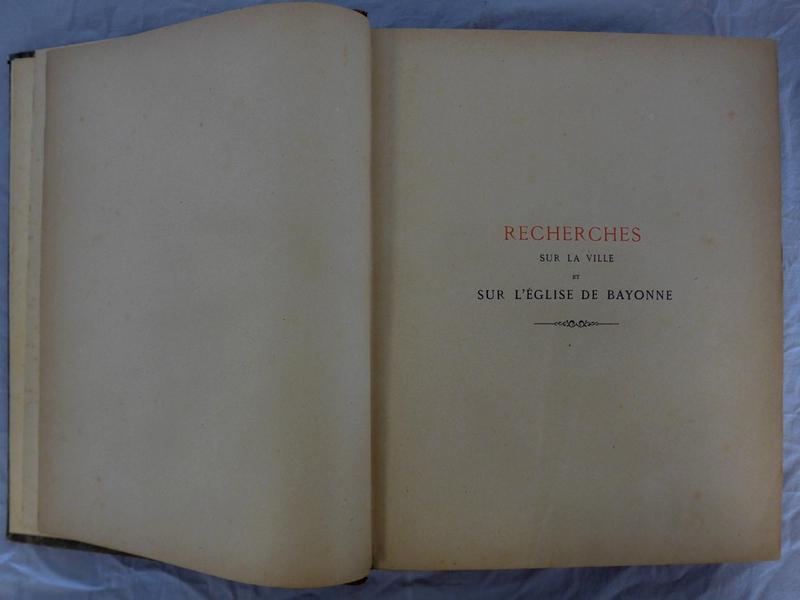 RECHERCHES
SUR LA VILLE
ET
SUR L'ÉGLISE DE BAYONNE